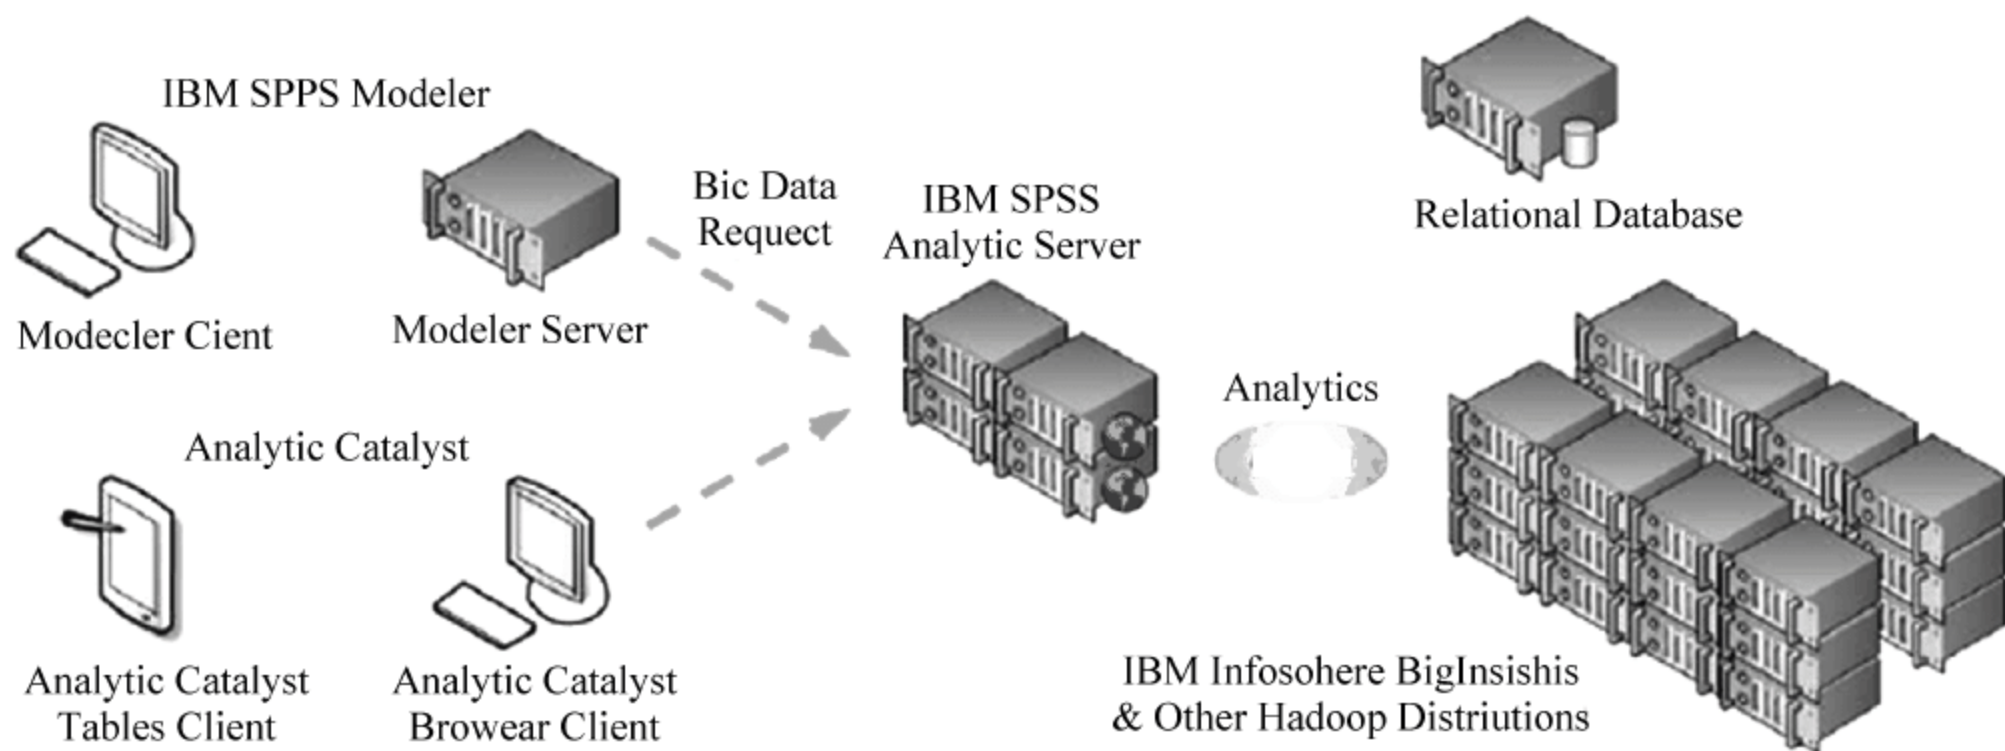 IBM SPPS Modeler
Modecler Cient
Modeler Server
Bic Data
Requect
IBM SPSS
Analytic Server
Relational Database
Analytics
Analytic Catalyst
Analytic Catalyst
Tables Client
Analytic Catalyst
Browear Client
IBM Infosohere BigInsishis
& Other Hadoop Distriutions